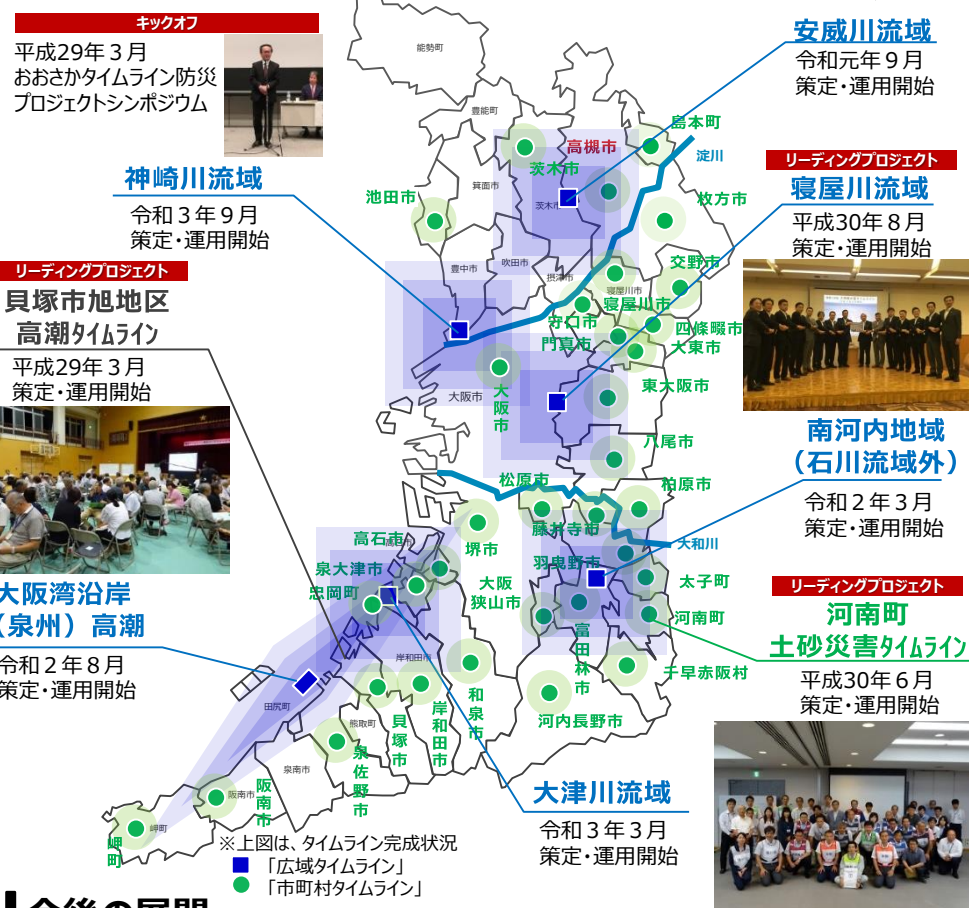 キックオフ
平成29年３月
おおさかタイムライン防災
プロジェクトシンポジウム
安威川流域
令和元年９月
策定・運用開始
神崎川流域
令和３年９月
策定・運用開始
リーディングプロジェクト
寝屋川流域
平成30年８月
策定・運用開始
リーディングプロジェクト
貝塚市旭地区
高潮タイムライン
平成29年３月
策定・運用開始
南河内地域
（石川流域外）
令和２年３月
策定・運用開始
大阪湾沿岸
（泉州）高潮
令和２年８月
策定・運用開始
リーディングプロジェクト
河南町
土砂災害タイムライン
平成30年６月
策定・運用開始
大津川流域
令和３年３月
策定・運用開始
能勢町
豊能町
島本町
高槻市
茨木市
淀川
箕面市
茨木市
池田市
枚方市
豊中市
吹田市
摂津市
交野市
寝屋川市
寝屋川市
守口市
門真市
四條畷市
大東市
大阪市
大阪市
東大阪市
八尾市
松原市
柏原市
藤井寺市
大和川
高石市
堺市
羽曳野市
泉大津市
忠岡町
大阪
狭山市
太子町
河南町
富田林市
岸和田市
千早赤阪村
田尻町
熊取町
貝塚市
岸和田市
和泉市
河内長野市
泉南市
泉佐野市
阪南市
阪南市
岬町
岬町
※上図は、タイムライン完成状況
「広域タイムライン」
「市町村タイムライン」
今後の展開